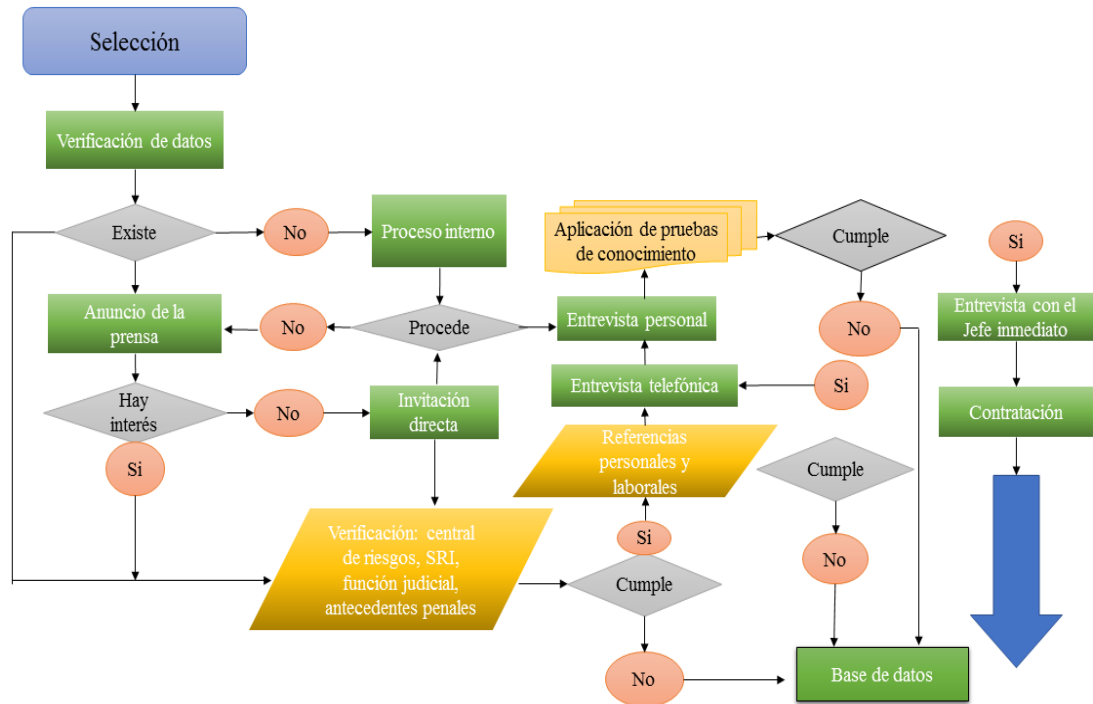 Selección
Verificación de datos
Existe
No
Proceso interno
Aplicación de pruebas
de conocimiento
Cumple
Si
Anuncio de la
prensa
No
Procede
Entrevista personal
No
Entrevista con el
Jefe inmediato
Hay
interés
No
Invitación
directa
Entrevista telefónica
Si
Contratación
Si
Referencias
personales y
laborales
Cumple
Verificación: central
de riesgos, SRI,
función judicial,
antecedentes penales
Si
Cumple
No
No
Base de datos